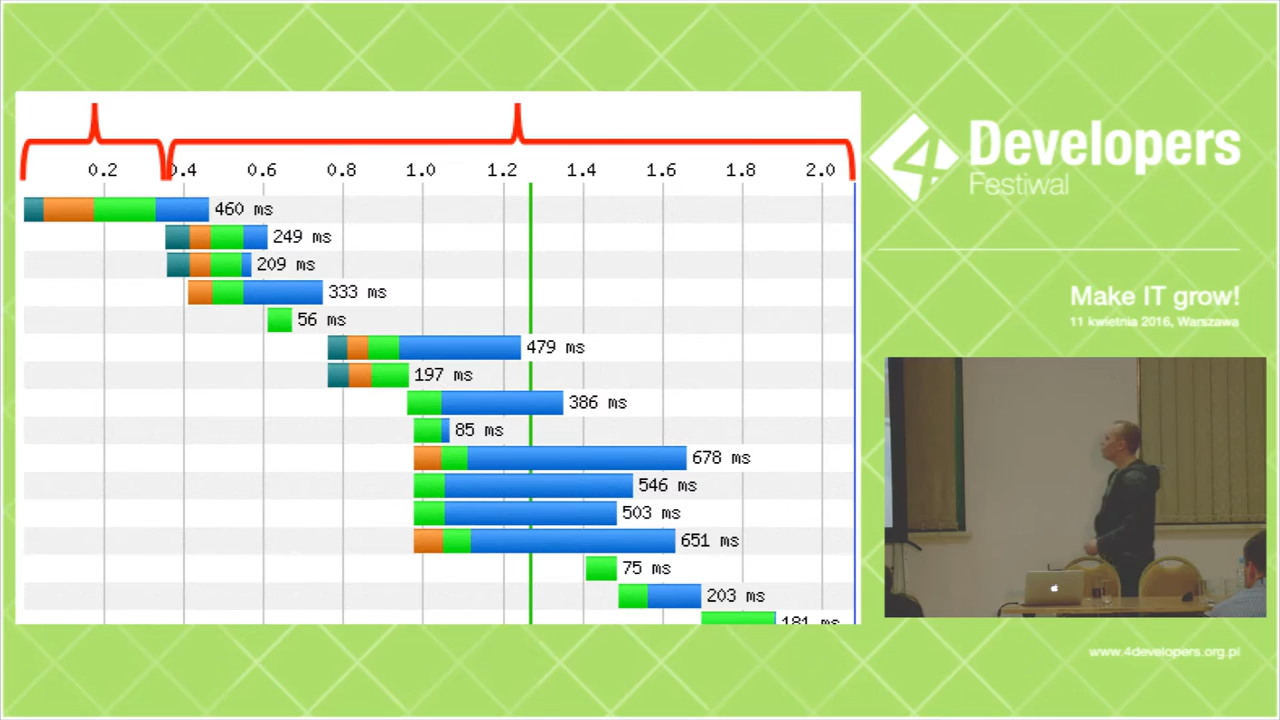 0.2 0.4 0.6 0.8 1.0 1.2 1.4 1.6 1.8 2.0
460 ms
249 ms
209 ms
333 ms
56 ms
479 ms
197 ms
386 ms
85 ms
678 ms
546 ms
503 ms
651 ms
75 ms
203 ms
181 ms
4Developers
Festiwal
Make IT grow!
11 kwietnia 2016, Warszawa
www.4developers.org.pl